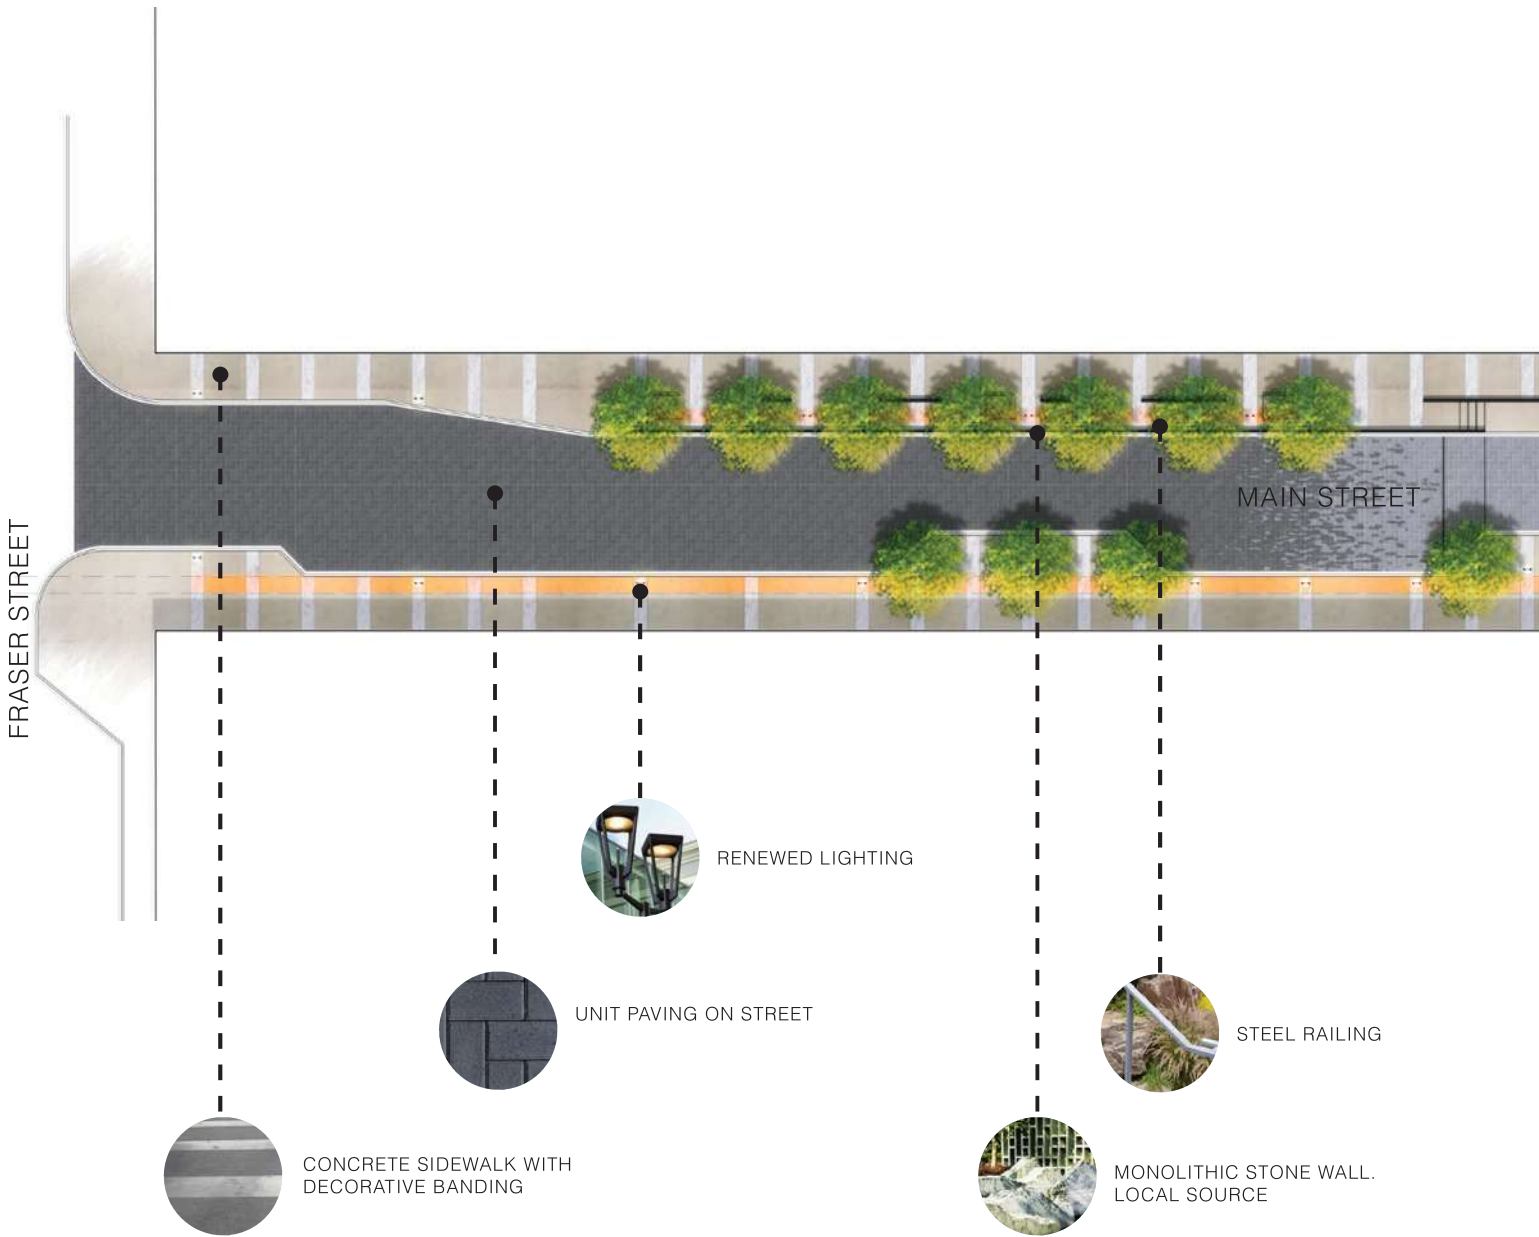 MAIN STREET
FRASER STREET
RENEWED LIGHTING
UNIT PAVING ON STREET
STEEL RAILING
CONCRETE SIDEWALK WITH
DECORATIVE BANDING
MONOLITHIC STONE WALL.
LOCAL SOURCE